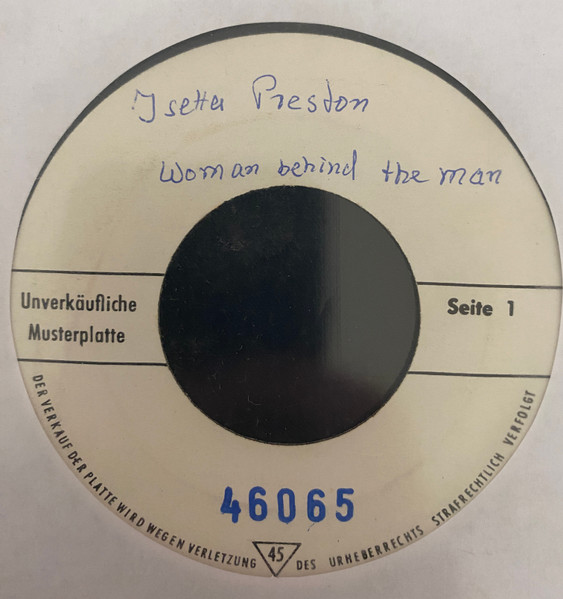 Isetta Preston
Woman behind the man
Unverkäufliche
Musterplatte
Seite 1
46065
DER VERKAUF DER PLATTE WIRD WEGEN VERLETZUNG DES URHEBERRECHTS STRAFRECHTLICH VERFOLGT
45